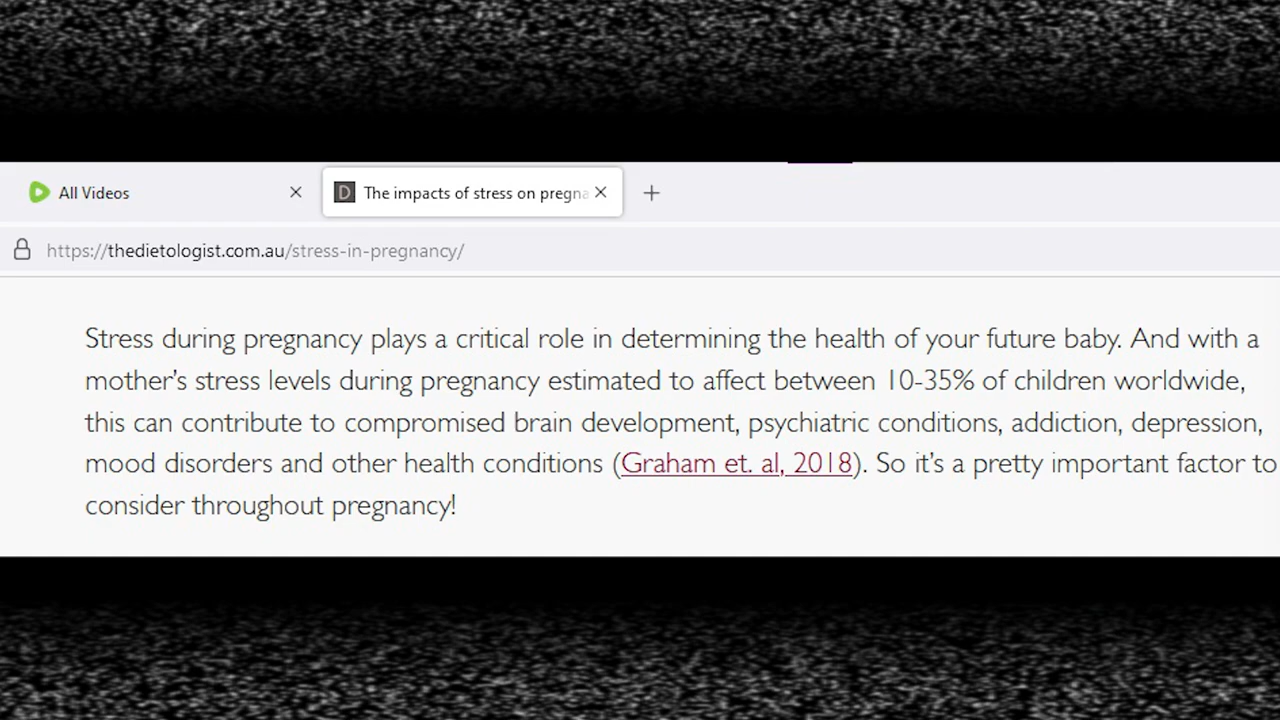 All Videos
The impacts of stress on pregna
https://thedietologist.com.au/stress-in-pregnancy/
Stress during pregnancy plays a critical role in determining the health of your future baby. And with a
mother’s stress levels during pregnancy estimated to affect between 10-35% of children worldwide,
this can contribute to compromised brain development, psychiatric conditions, addiction, depression,
mood disorders and other health conditions (Graham et. al, 2018). So it’s a pretty important factor to
consider throughout pregnancy!